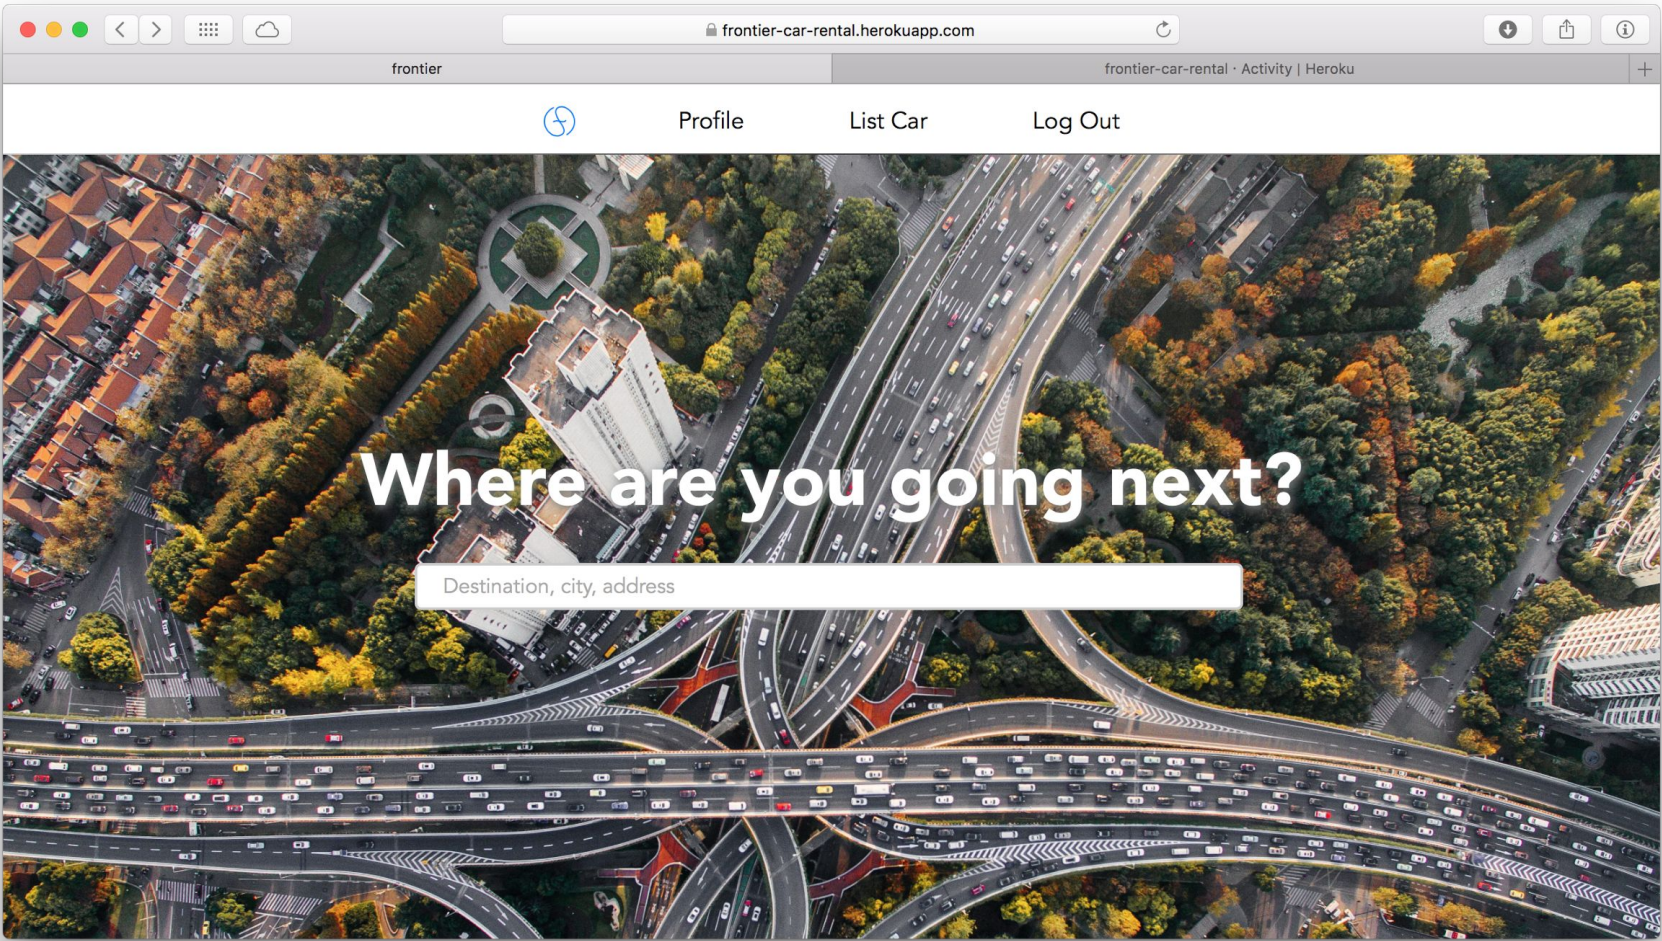 frontier-car-rental.herokuapp.com
frontier
frontier-car-rental · Activity | Heroku
Profile
List Car
Log Out
Where are you going next?
Destination, city, address